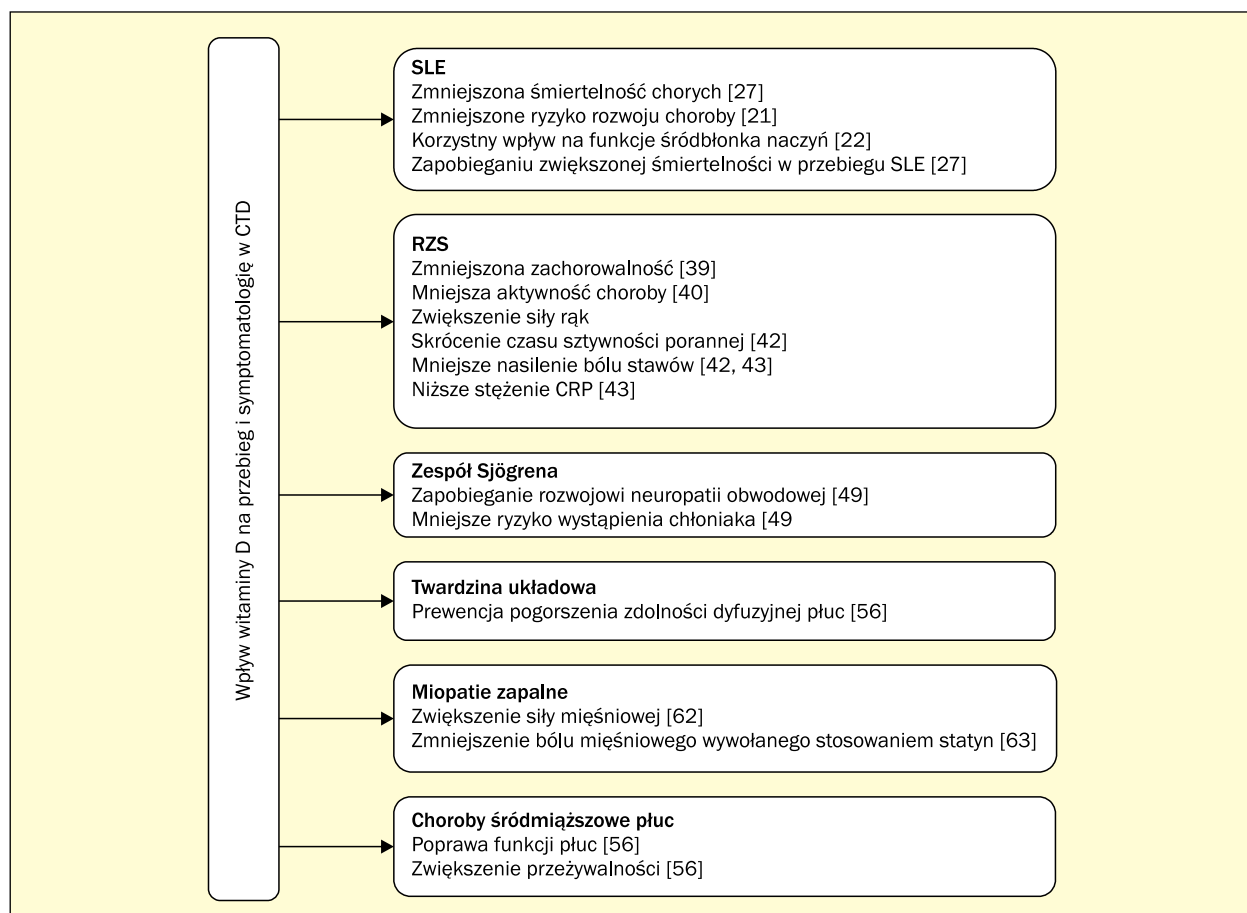 Wpływ witaminy D na przebieg i symptomatologię w CTD
SLE
Zmniejszona śmiertelność chorych [27]
Zmniejszone ryzyko rozwoju choroby [21]
Korzystny wpływ na funkcje śródbłonka naczyń [22]
Zapobieganiu zwiększonej śmiertelności w przebiegu SLE [27]
RZS
Zmniejszona zachorowalność [39]
Mniejsza aktywność choroby [40]
Zwiększenie siły rąk
Skrócenie czasu sztywności porannej [42]
Mniejsze nasilenie bólu stawów [42, 43]
Niższe stężenie CRP [43]
Zespół Sjögrena
Zapobieganie rozwojowi neuropatii obwodowej [49]
Mniejsze ryzyko wystąpienia chłoniaka [49
Twardzina układowa
Prewencja pogorszenia zdolności dyfuzyjnej płuc [56]
Miopatie zapalne
Zwiększenie siły mięśniowej [62]
Zmniejszenie bólu mięśniowego wywołanego stosowaniem statyn [63]
Choroby śródmiąższowe płuc
Poprawa funkcji płuc [56]
Zwiększenie przeżywalności [56]